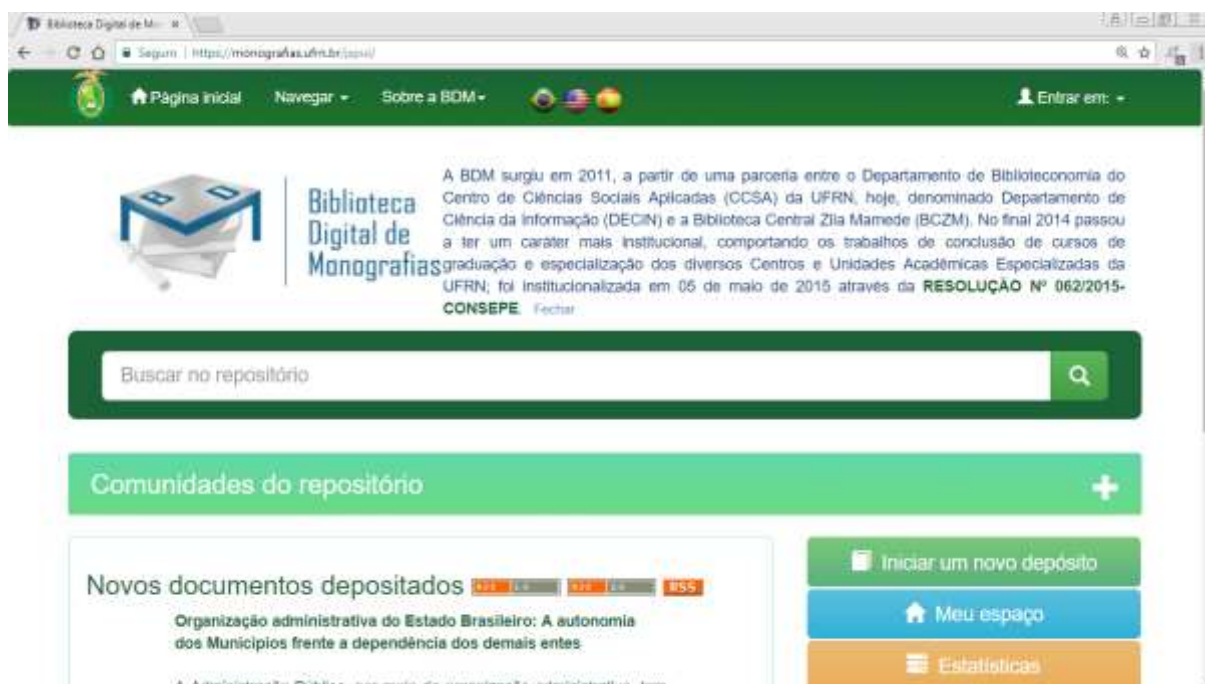 Biblioteca Digital de M
Seguro | https://monografias.ufrn.br/jspui/
Página inicial Navegar Sobre a BDM Entrar em:
B D
Biblioteca
Digital de
Monografias
A BDM surgiu em 2011, a partir de uma parceria entre o Departamento de Biblioteconomia do
Centro de Ciências Sociais Aplicadas (CCSA) da UFRN, hoje, denominado Departamento de
Ciência da Informação (DECIN) e a Biblioteca Central Zila Mamede (BCZM). No final 2014 passou
a ter um caráter mais institucional, comportando os trabalhos de conclusão de cursos de
graduação e especialização dos diversos Centros e Unidades Acadêmicas Especializadas da
UFRN; foi institucionalizada em 05 de maio de 2015 através da RESOLUÇÃO Nº 062/2015-
CONSEPE. Fechar
Buscar no repositório
Comunidades do repositório
Novos documentos depositados RSS
Organização administrativa do Estado Brasileiro: A autonomia
dos Municípios frente a dependência dos demais entes
Iniciar um novo depósito
Meu espaço
Estatísticas